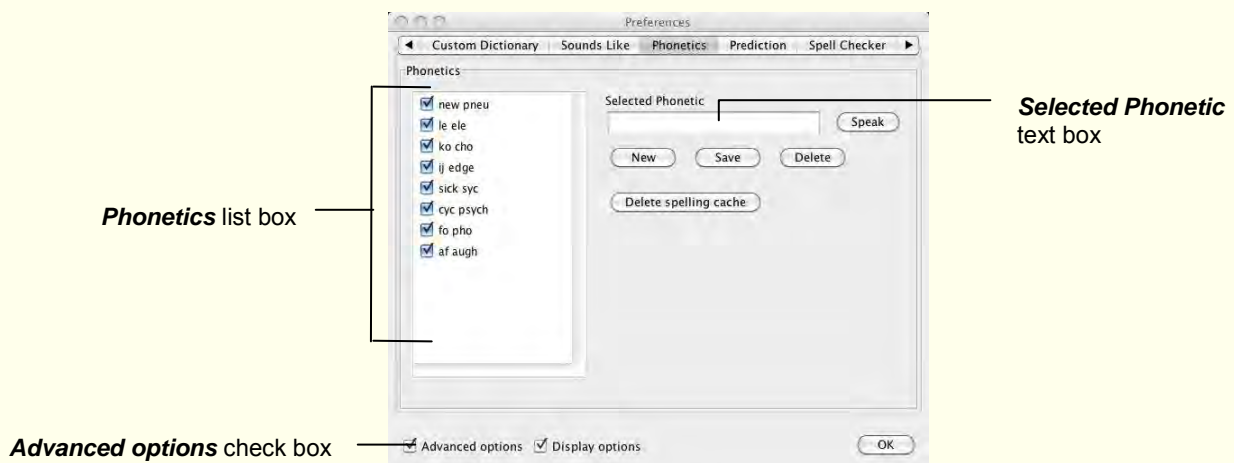 Preferences
Custom Dictionary Sounds Like Phonetics Prediction Spell Checker
Phonetics
new pneu
le ele
ko cho
ij edge
sick syc
cyc psych
fo pho
af augh
Selected Phonetic
Speak
New Save Delete
Delete spelling cache
Selected Phonetic
text box
Phonetics list box
Advanced options check box
Advanced options Display options
OK